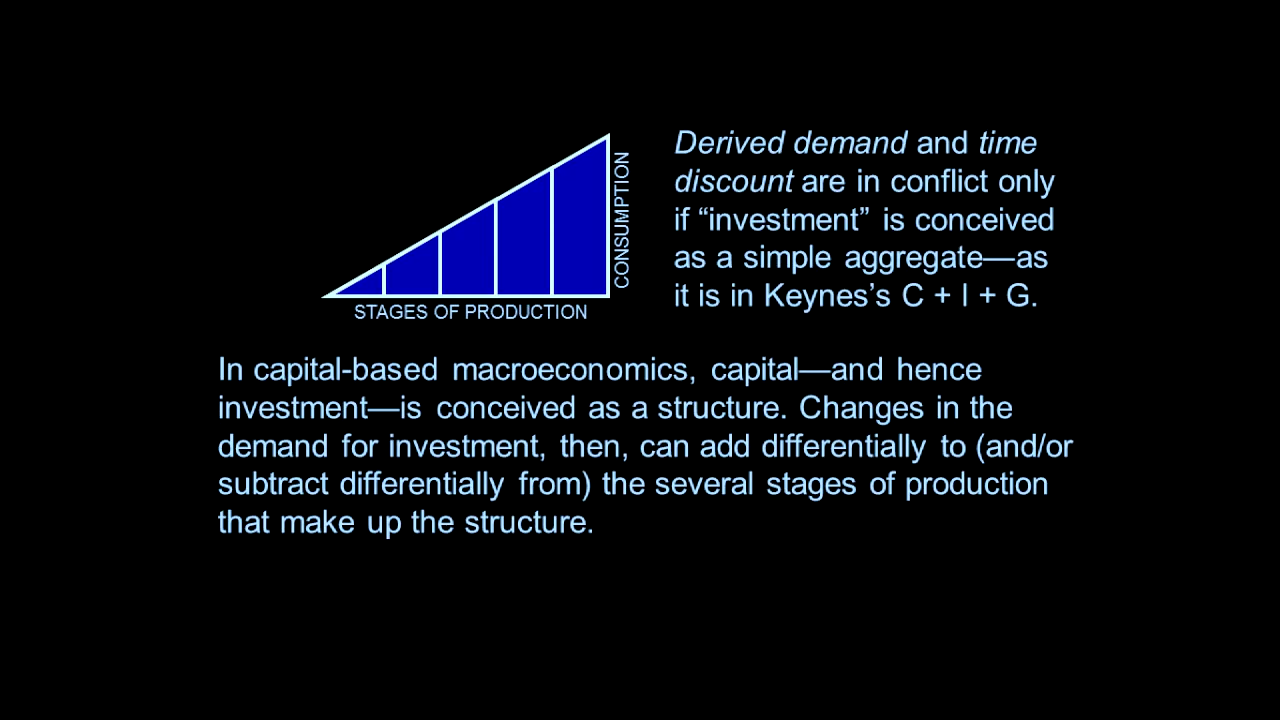 CONSUMPTION
STAGES OF PRODUCTION
Derived demand and time
discount are in conflict only
if “investment” is conceived
as a simple aggregate—as
it is in Keynes’s C + I + G.
In capital-based macroeconomics, capital—and hence
investment—is conceived as a structure. Changes in the
demand for investment, then, can add differentially to (and/or
subtract differentially from) the several stages of production
that make up the structure.